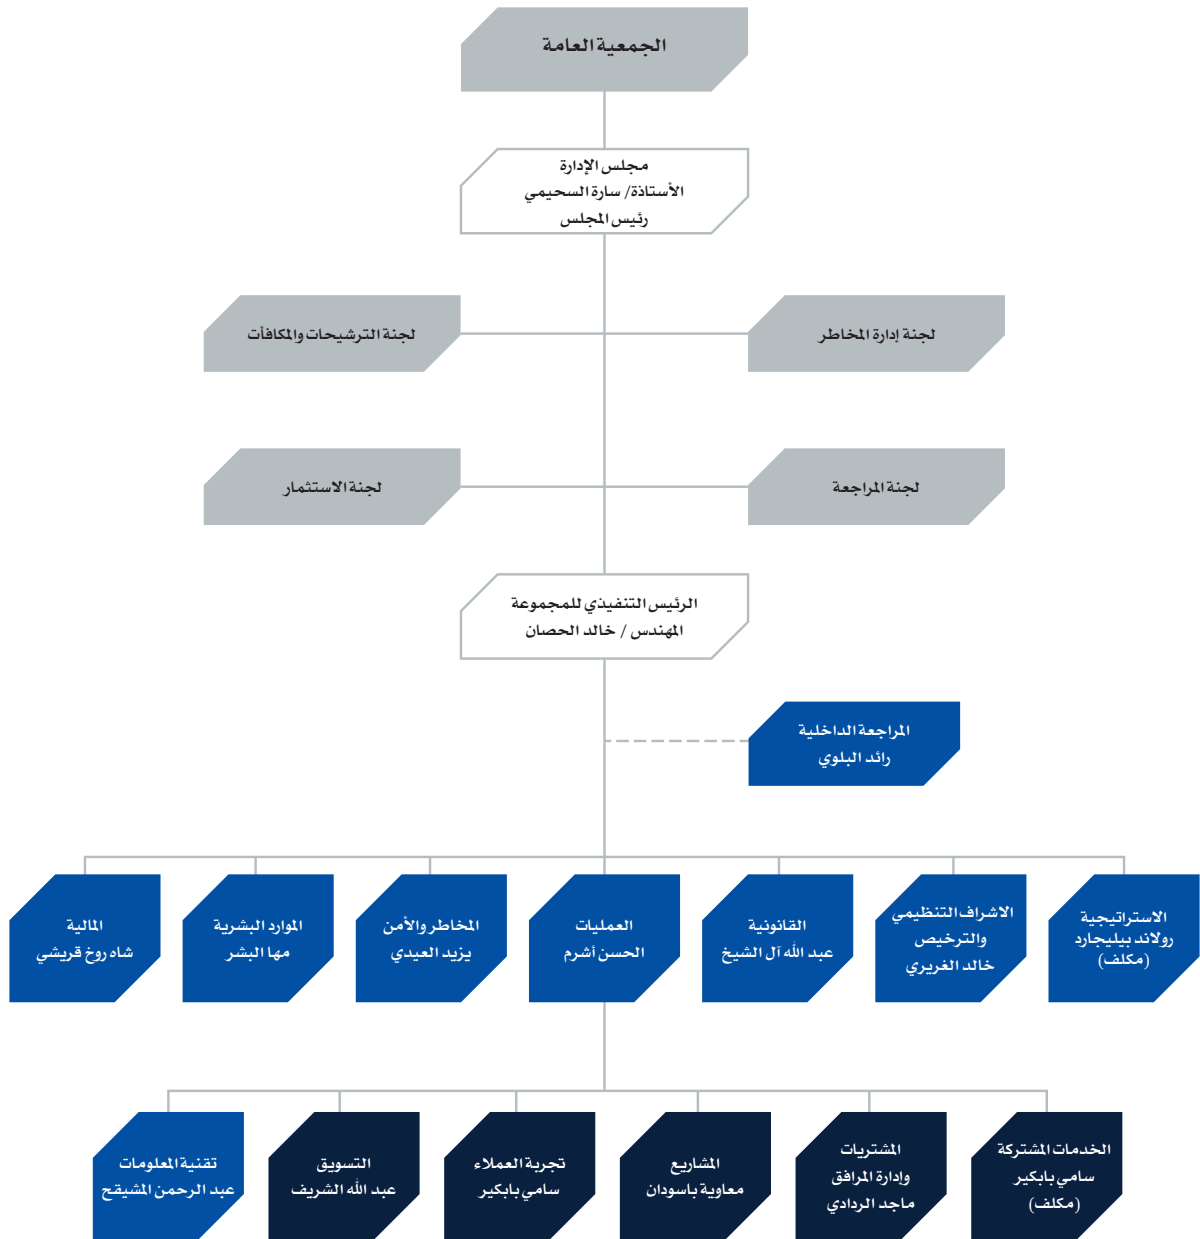 الجمعية العامة
مجلس الإدارة
الأستاذة/ سارة السحيمي
رئيس المجلس
لجنة إدارة المخاطر
لجنة الترشيحات والمكافآت
لجنة المراجعة
لجنة الاستثمار
الرئيس التنفيذي للمجموعة
المهندس / خالد الحصان
المراجعة الداخلية
رائد البلوي
الاستراتيجية
رولاند بيليجارد
(مكلف)
الاشراف التنظيمي
والترخيص
خالد الغريري
القانونية
عبد الله آل الشيخ
العمليات
الحسن أشرم
المخاطر والأمن
يزيد العيدي
الموارد البشرية
مها البشر
المالية
شاه روخ قريشي
الخدمات المشتركة
سامي بابكير
(مكلف)
المشتريات
وإدارة المرافق
ماجد الردادي
المشاريع
معاوية باسودان
تجربة العملاء
سامي بابكير
التسويق
عبد الله الشريف
تقنية المعلومات
عبد الرحمن المشيقح